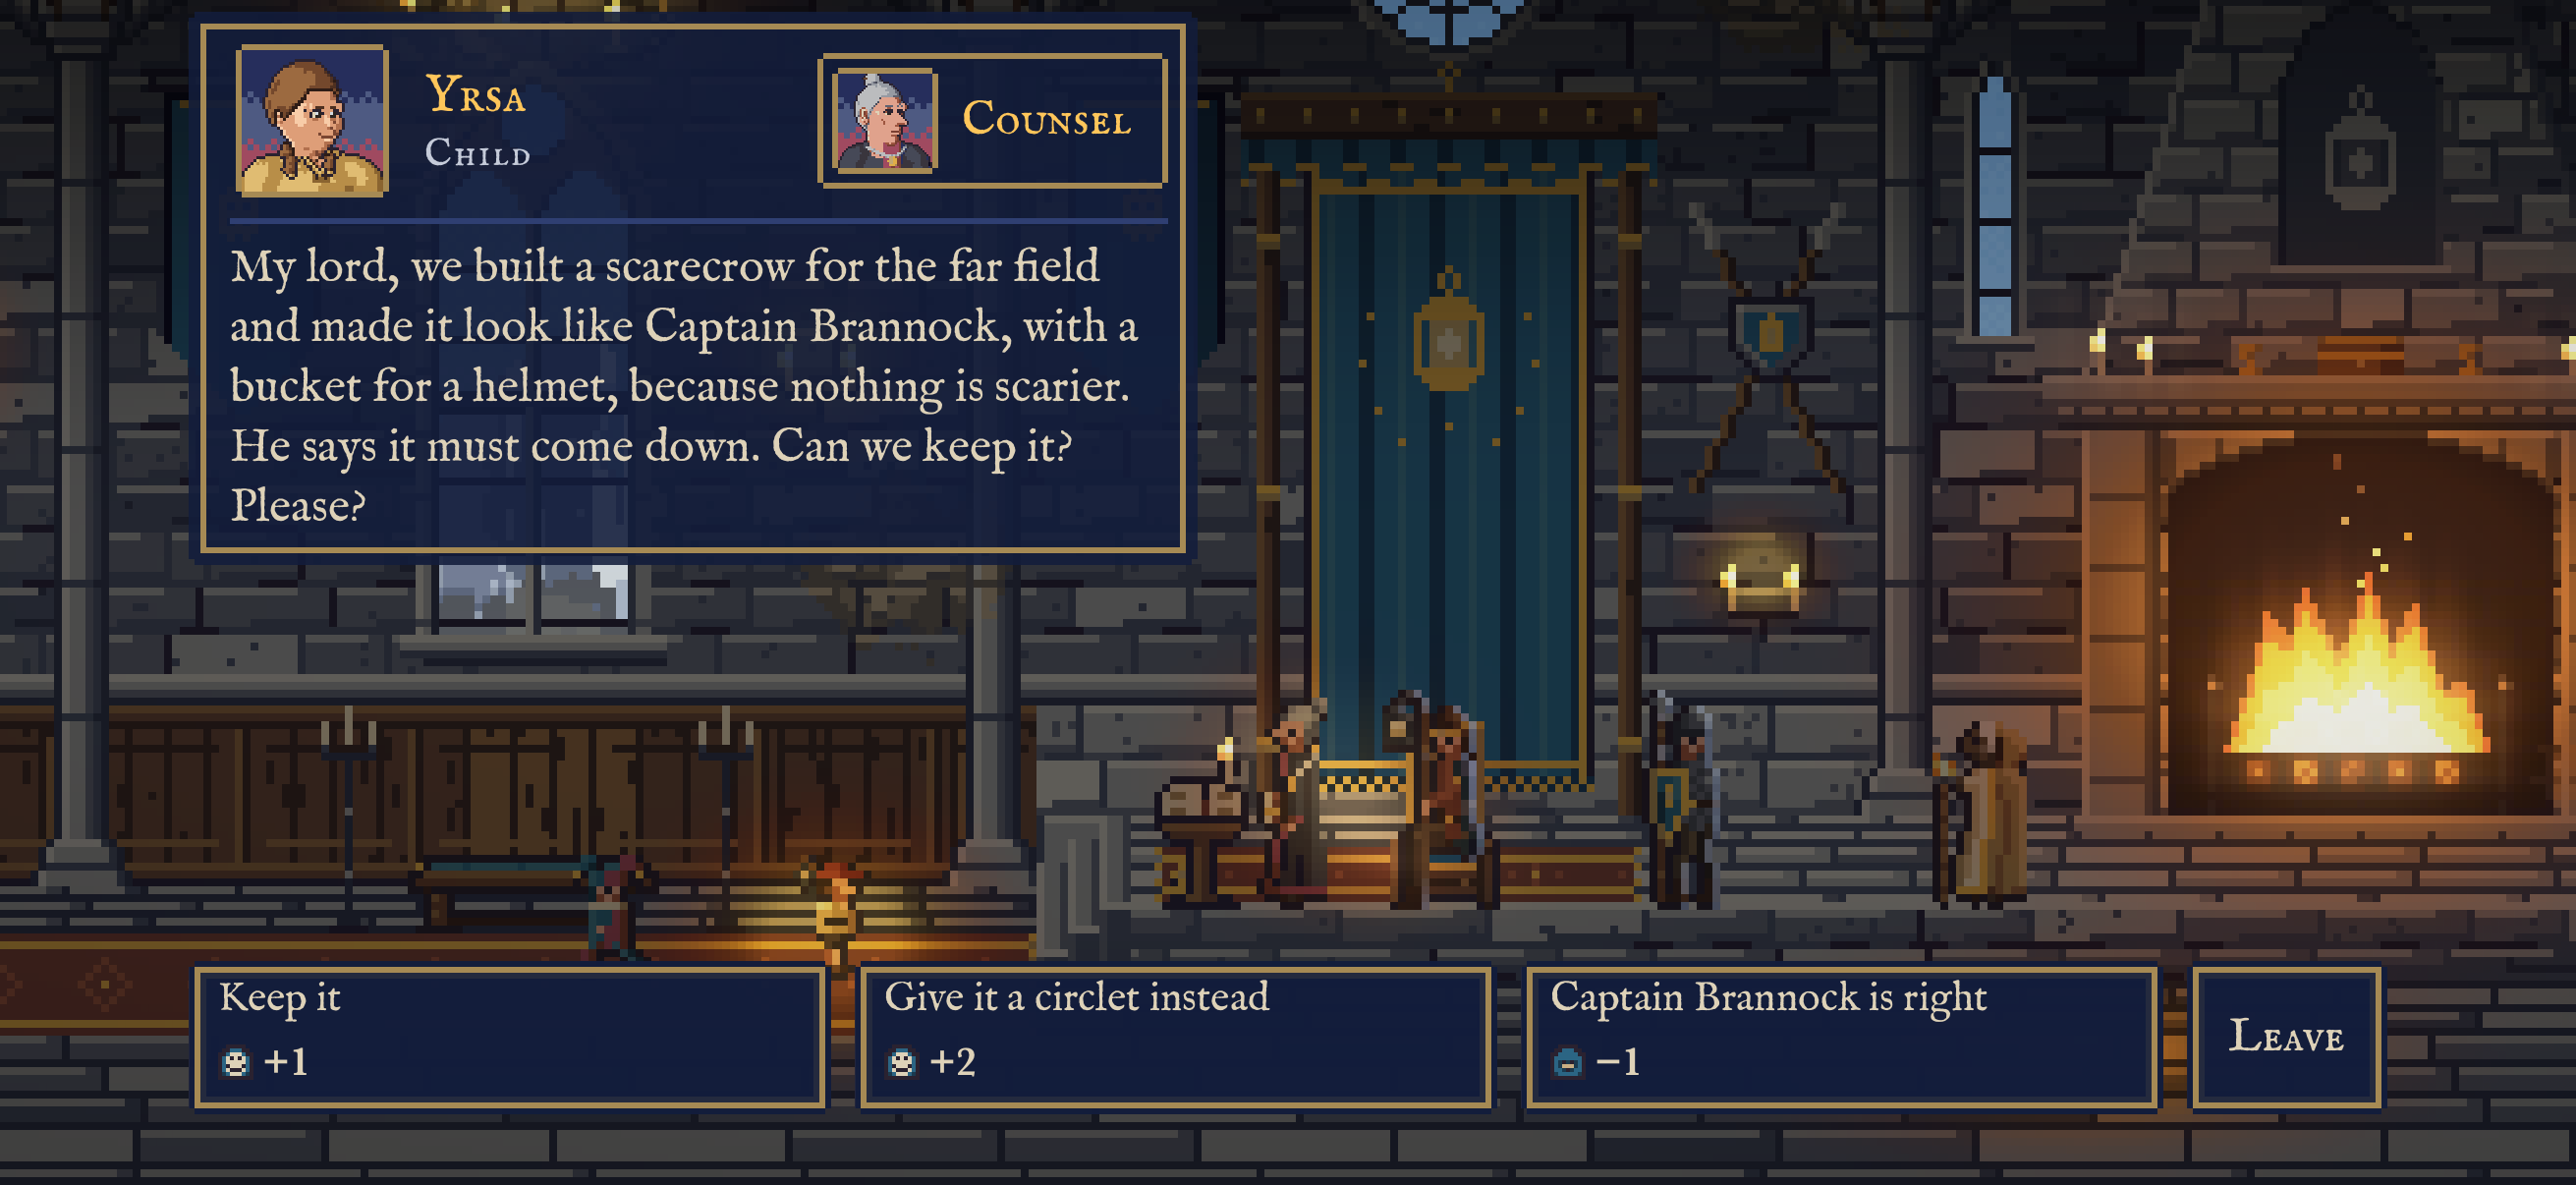 Yrsa
Child
Counsel
My lord, we built a scarecrow for the far field
and made it look like Captain Brannock, with a
bucket for a helmet, because nothing is scarier.
He says it must come down. Can we keep it?
Please?
Keep it
+1
Give it a circlet instead
+2
Captain Brannock is right
−1
Leave